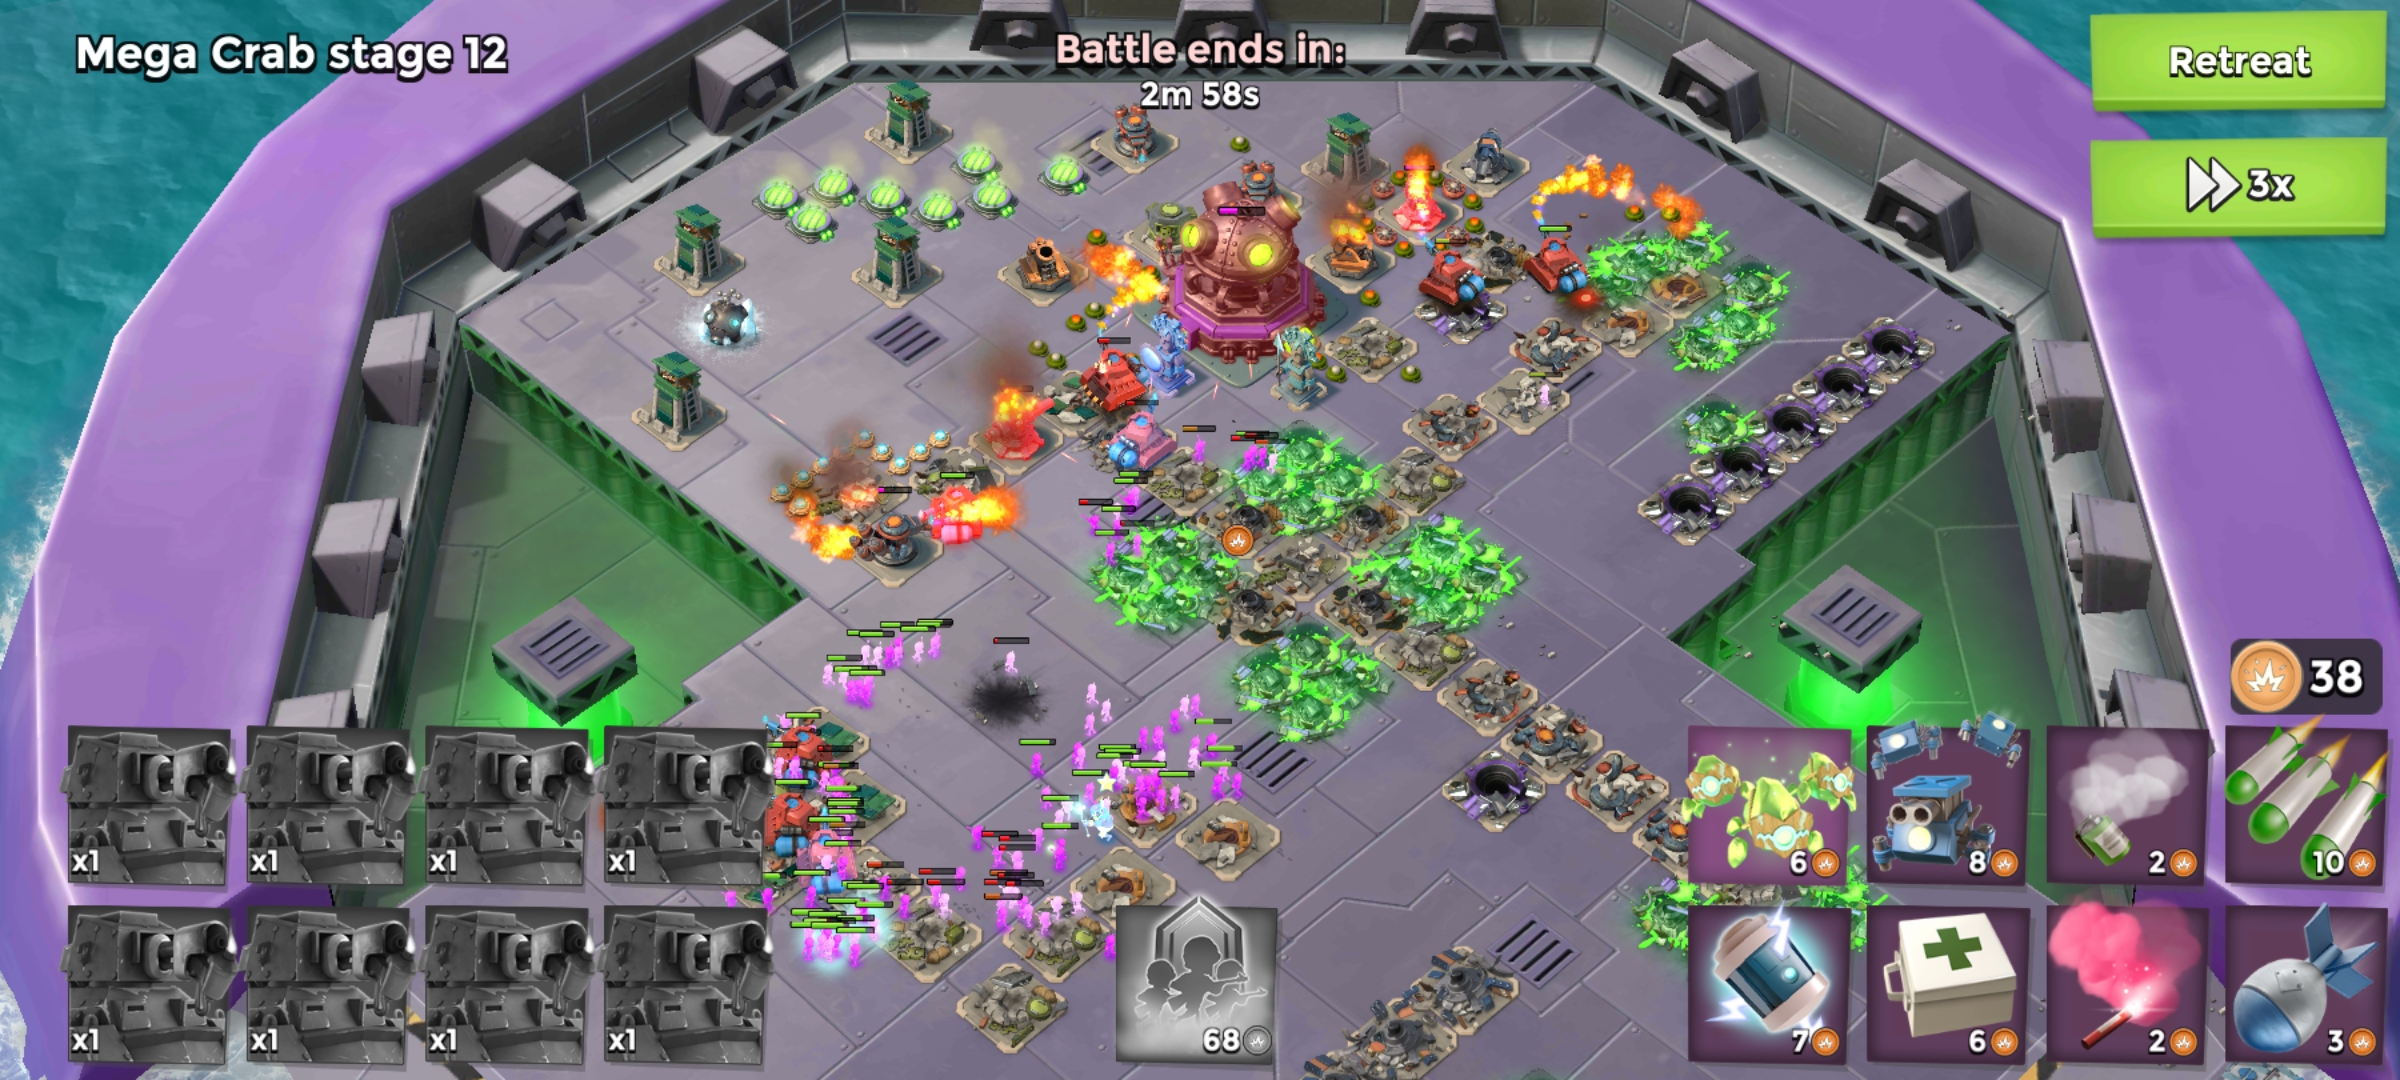 Mega Crab stage 12
Battle ends in:
2m 58s
Retreat
3x
38
x1
x1
x1
x1
6
8
2
10
x1
x1
x1
x1
68
7
6
2
3